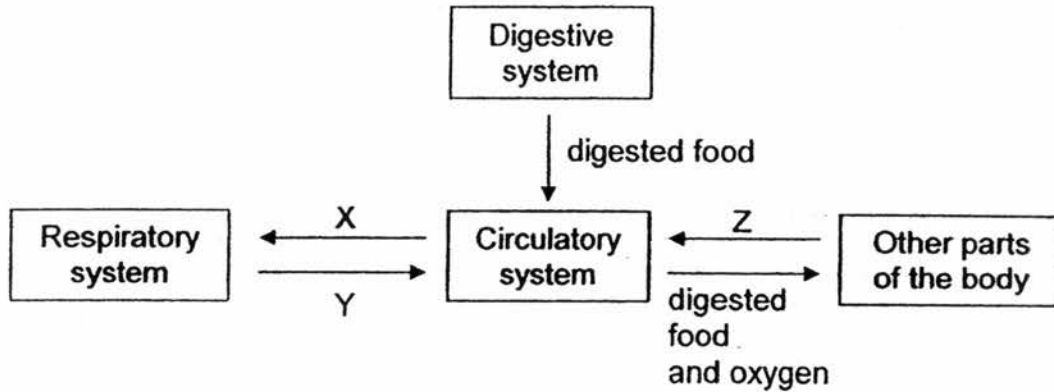 Digestive
system
digested food
Respiratory
system
X
Y
Circulatory
system
Z
digested
food
and oxygen
Other parts
of the body